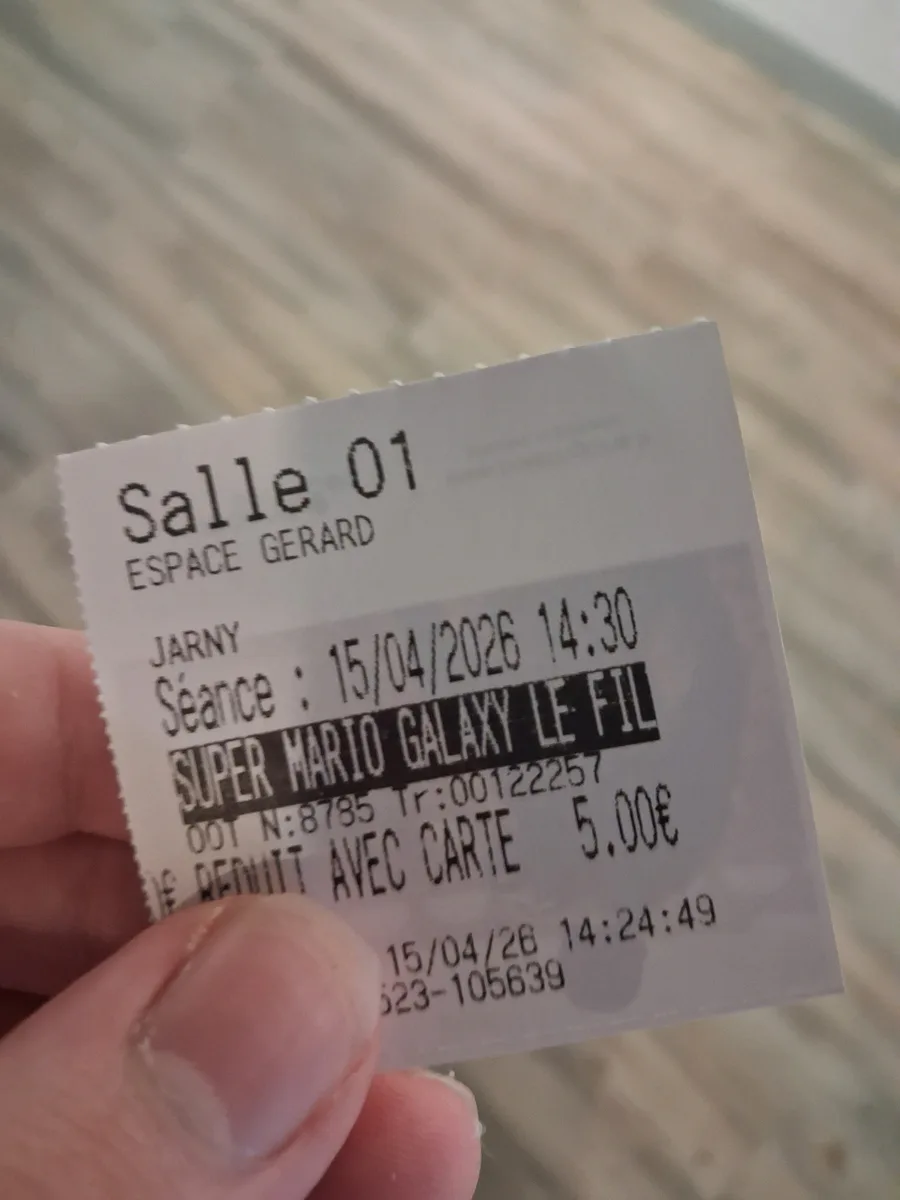 Salle 01
ESPACE GERARD
JARNY
Séance : 15/04/2026 14:30
SUPER MARIO GALAXY LE FIL
N:8785 Tr:00122257
REDUIT AVEC CARTE 5.00€
15/04/26 14:24:49
523-105639